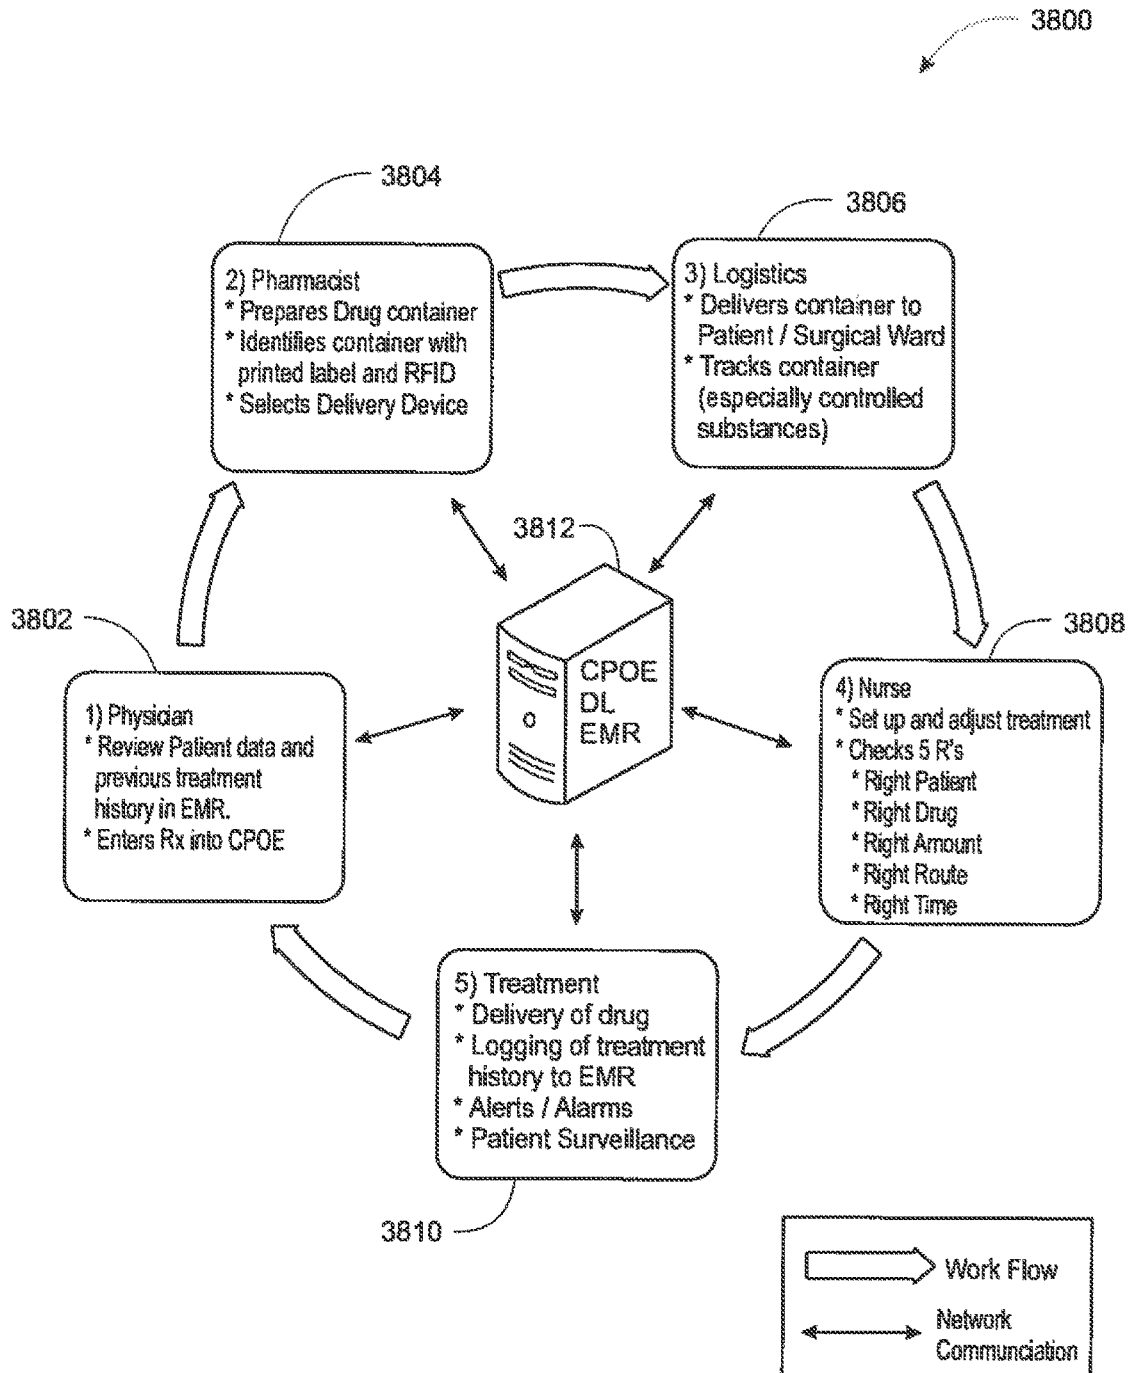 3800
3804
2) Pharmacist
* Prepares Drug container
* Identifies container with
printed label and RFID
* Selects Delivery Device
3806
3) Logistics
* Delivers container to
Patient / Surgical Ward
* Tracks container
(especially controlled
substances)
3812
CPOE
DL
EMR
3802
1) Physician
* Review Patient data and
previous treatment
history in EMR.
* Enters Rx into CPOE
3808
4) Nurse
* Set up and adjust treatment
* Checks 5 R's
* Right Patient
* Right Drug
* Right Amount
* Right Route
* Right Time
5) Treatment
* Delivery of drug
* Logging of treatment
history to EMR
* Alerts / Alarms
* Patient Surveillance
3810
Work Flow
Network
Communciation